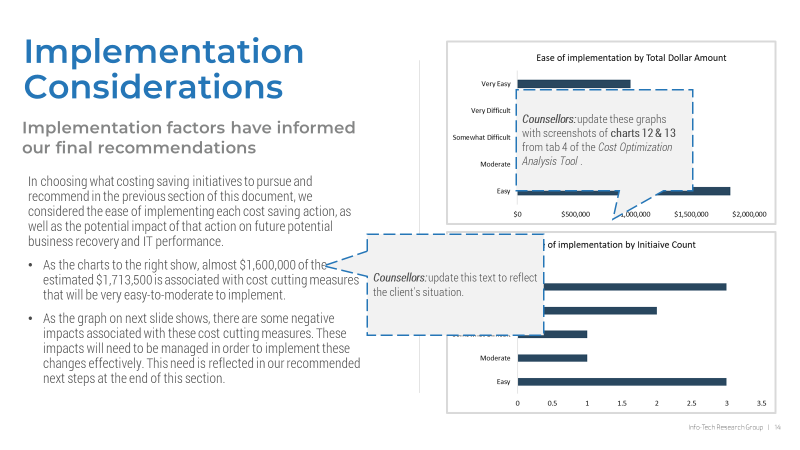 Implementation
Considerations
Implementation factors have informed
our final recommendations
In choosing what costing saving initiatives to pursue and
recommend in the previous section of this document, we
considered the ease of implementing each cost saving action, as
well as the potential impact of that action on future potential
business recovery and IT performance.
• As the charts to the right show, almost $1,600,000 of the
estimated $1,713,500 is associated with cost cutting measures
that will be very easy-to-moderate to implement.
• As the graph on next slide shows, there are some negative
impacts associated with these cost cutting measures. These
impacts will need to be managed in order to implement these
changes effectively. This need is reflected in our recommended
next steps at the end of this section.
Ease of implementation by Total Dollar Amount
Very Easy
Very Difficult
Somewhat Difficult
Moderate
Easy
$0 $500,000 $1,500,000 $2,000,000
Counsellors: update these graphs
with screenshots of charts 12 & 13
from tab 4 of the Cost Optimization
Analysis Tool .
of implementation by Initiaive Count
Moderate
Easy
0 0.5 1 1.5 2 2.5 3 3.5
Counsellors: update this text to reflect
the client's situation.
Info-Tech Research Group | 14